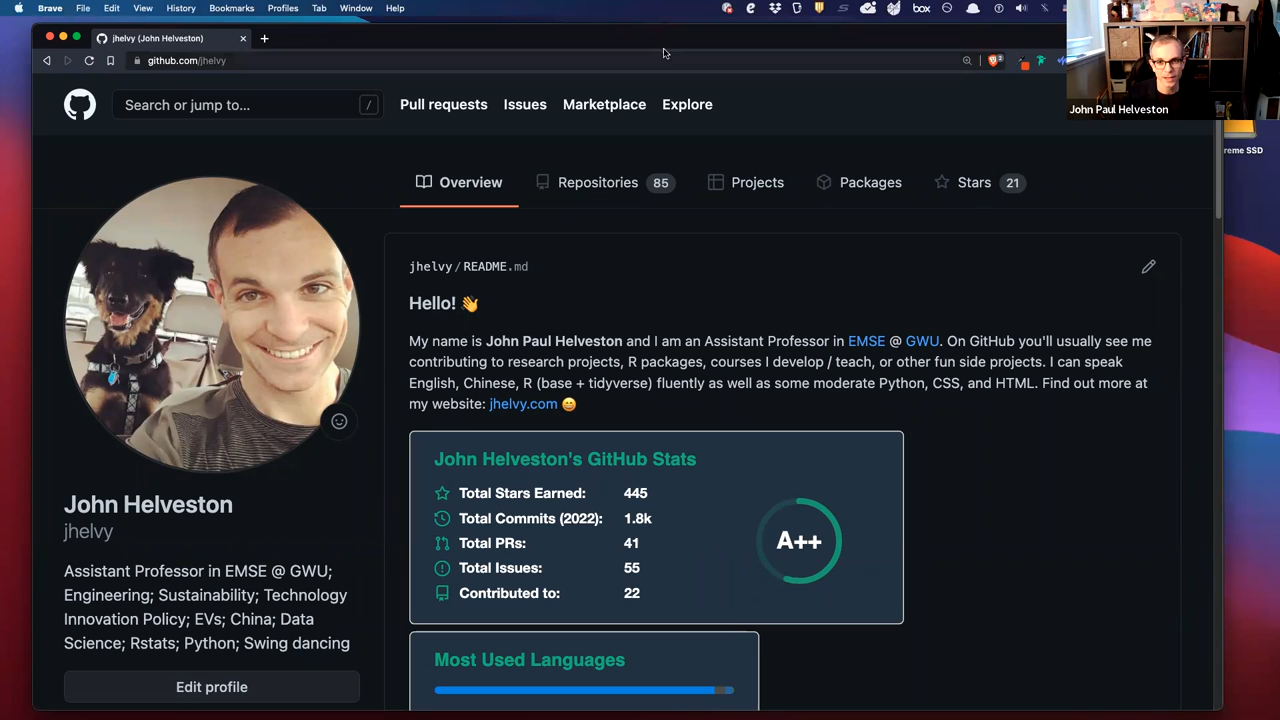 Brave File Edit View History Bookmarks Profiles Tab Window Help
box
jhelvy (John Helveston)
github.com/jhelvy
John Paul Helveston
reme SSD
Search or jump to... /
Pull requests Issues Marketplace Explore
Overview Repositories 85 Projects Packages Stars 21
jhelvy/README.md
Hello! 👋
My name is John Paul Helveston and I am an Assistant Professor in EMSE @ GWU. On GitHub you'll usually see me
contributing to research projects, R packages, courses I develop / teach, or other fun side projects. I can speak
English, Chinese, R (base + tidyverse) fluently as well as some moderate Python, CSS, and HTML. Find out more at
my website: jhelvy.com 😊
John Helveston's GitHub Stats
Total Stars Earned: 445
Total Commits (2022): 1.8k
Total PRs: 41
Total Issues: 55
Contributed to: 22
A++
Most Used Languages
John Helveston
jhelvy
Assistant Professor in EMSE @ GWU;
Engineering; Sustainability; Technology
Innovation Policy; EVs; China; Data
Science; Rstats; Python; Swing dancing
Edit profile